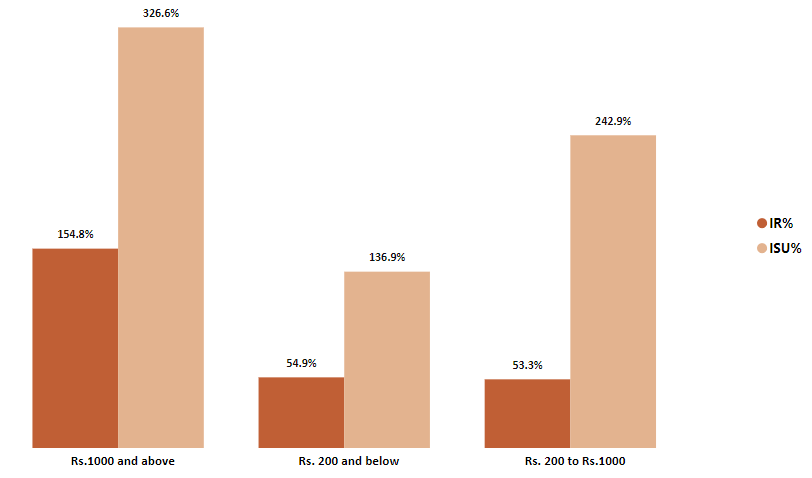 326.6%
242.9%
154.8%
136.9%
54.9%
53.3%
IR%
ISU%
Rs.1000 and above
Rs. 200 and below
Rs. 200 to Rs.1000